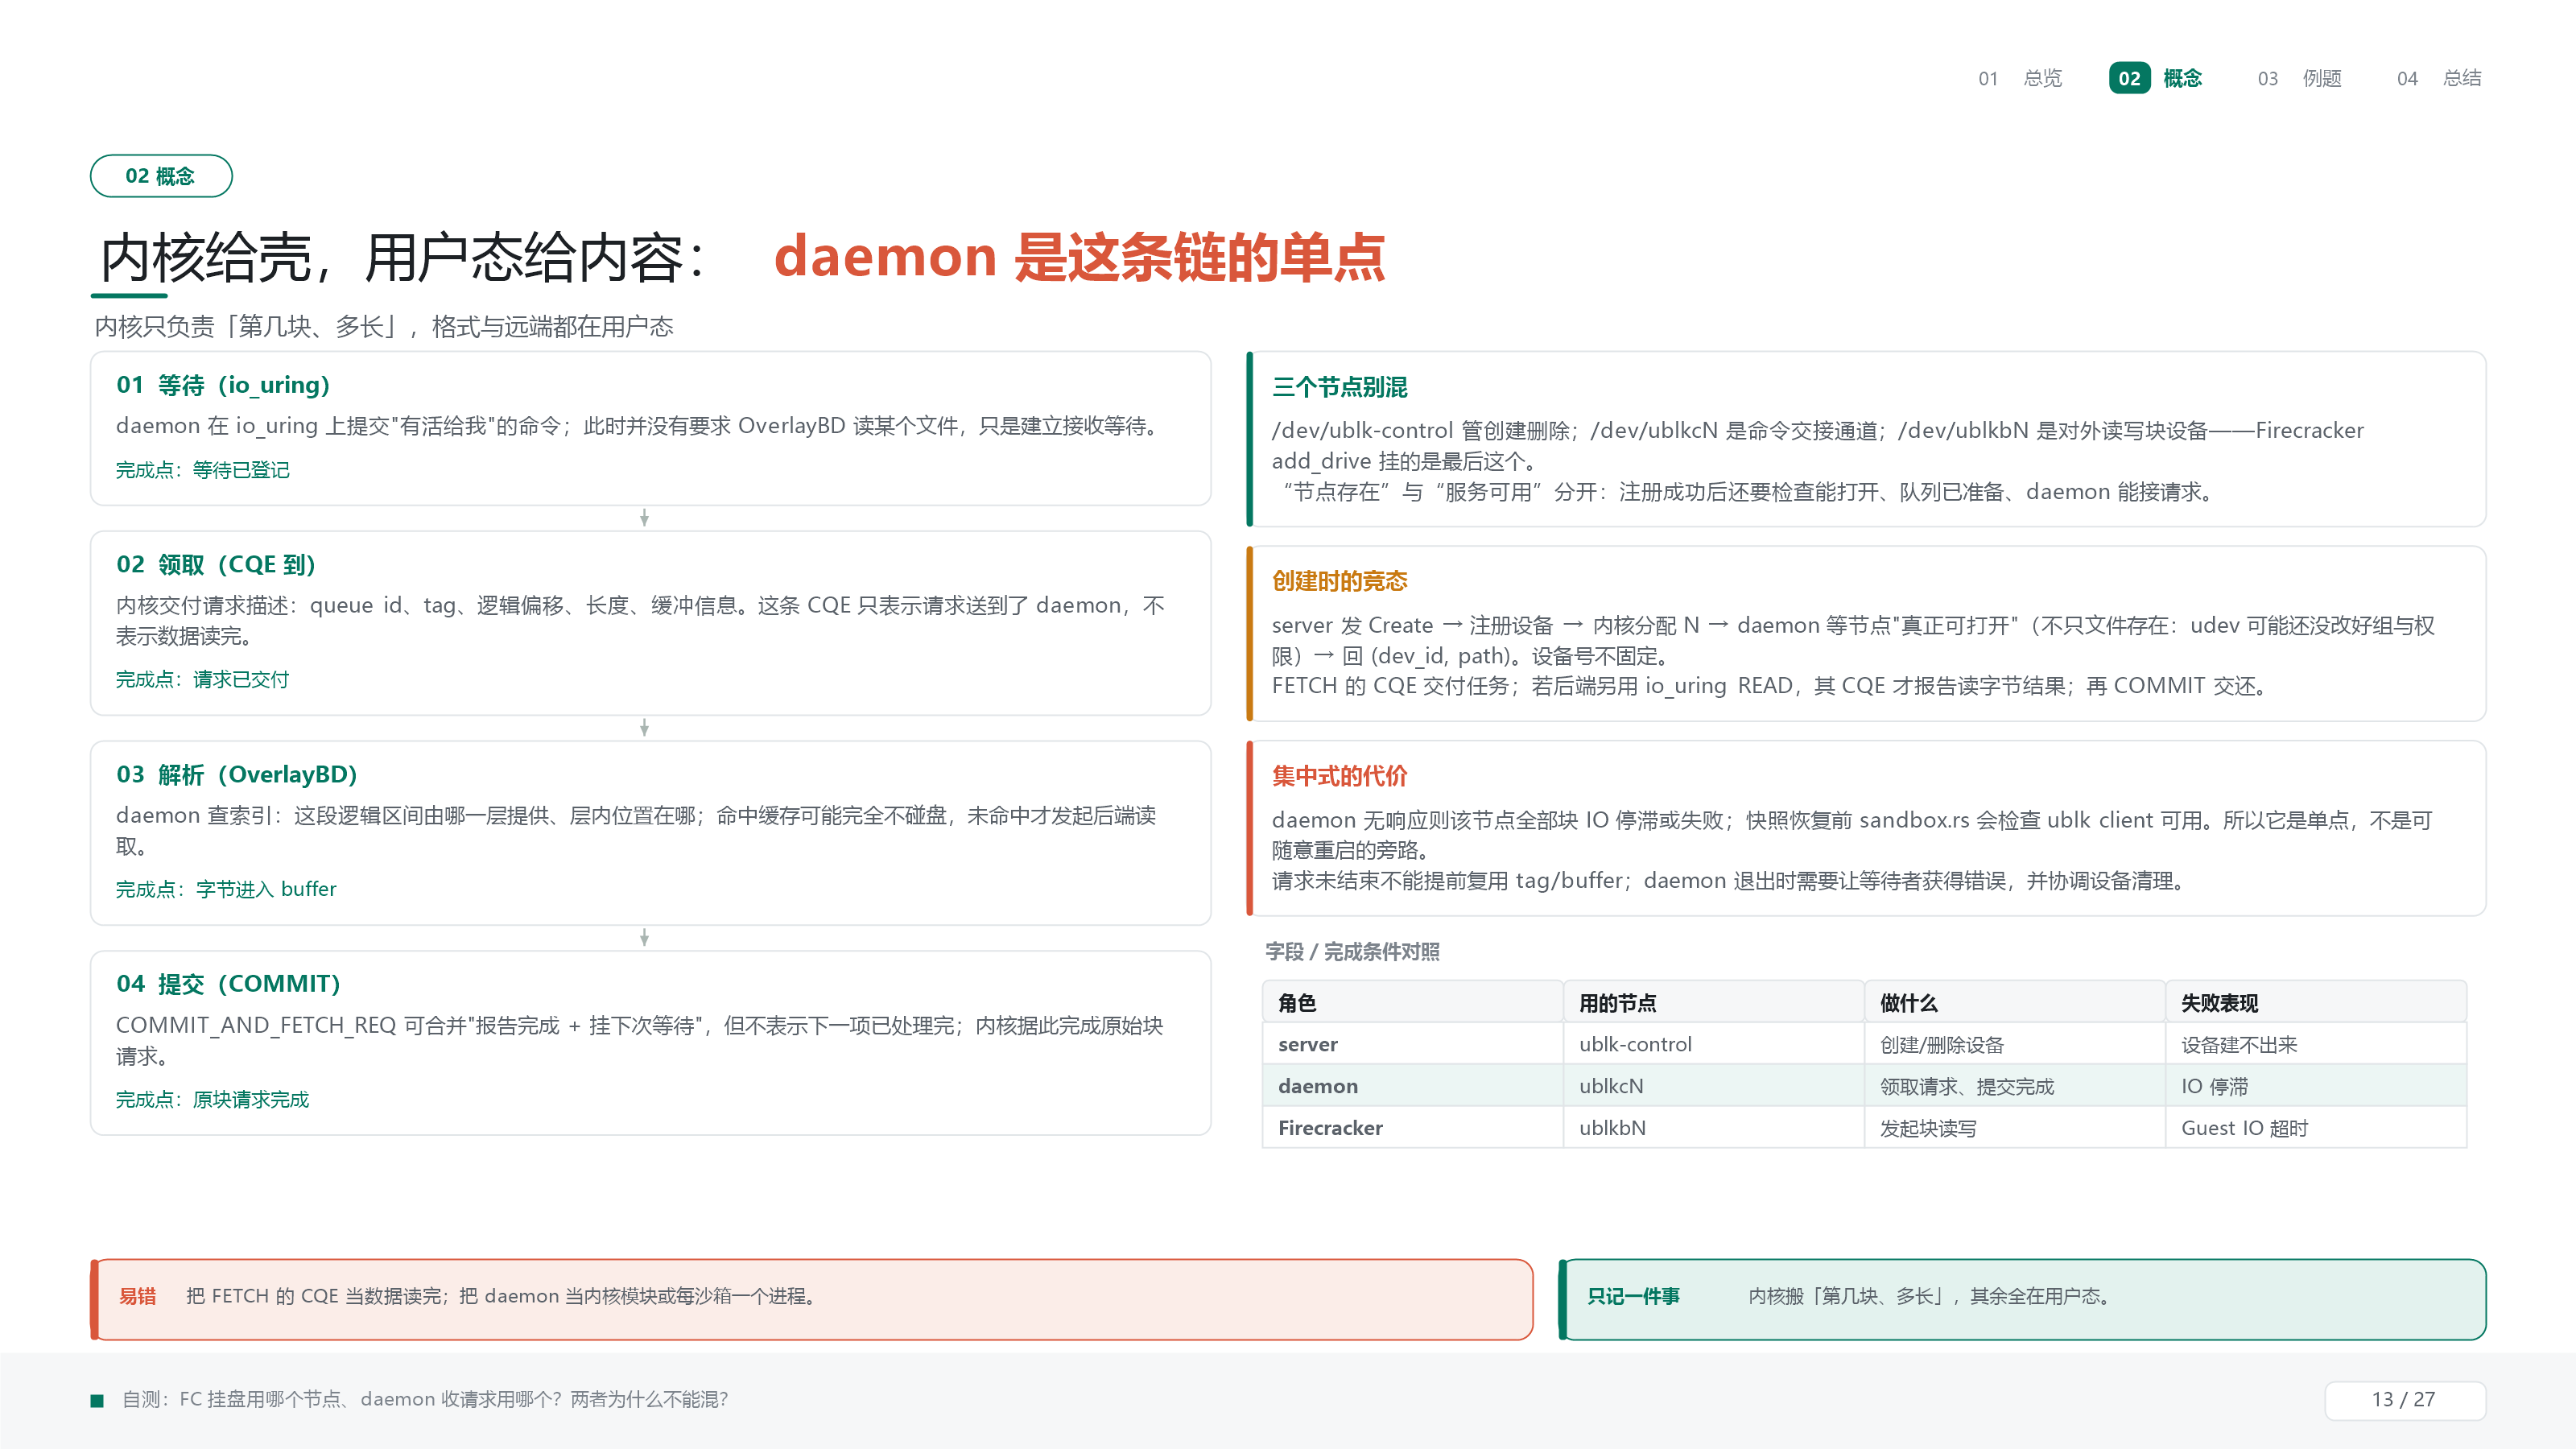 01 总览 02 概念 03 例题 04 总结
02 概念
内核给壳，用户态给内容： daemon 是这条链的单点
内核只负责「第几块、多长」，格式与远端都在用户态
01 等待（io_uring）
daemon 在 io_uring 上提交"有活给我"的命令；此时并没有要求 OverlayBD 读某个文件，只是建立接收等待。
完成点：等待已登记
02 领取（CQE 到）
内核交付请求描述：queue id、tag、逻辑偏移、长度、缓冲信息。这条 CQE 只表示请求送到了 daemon，不
表示数据读完。
完成点：请求已交付
03 解析（OverlayBD）
daemon 查索引：这段逻辑区间由哪一层提供、层内位置在哪；命中缓存可能完全不碰盘，未命中才发起后端读
取。
完成点：字节进入 buffer
04 提交（COMMIT）
COMMIT_AND_FETCH_REQ 可合并"报告完成 + 挂下次等待"，但不表示下一项已处理完；内核据此完成原始块
请求。
完成点：原块请求完成
三个节点别混
/dev/ublk-control 管创建删除；/dev/ublkcN 是命令交接通道；/dev/ublkbN 是对外读写块设备——Firecracker
add_drive 挂的是最后这个。
“节点存在”与“服务可用”分开：注册成功后还要检查能打开、队列已准备、daemon 能接请求。
创建时的竞态
server 发 Create → 注册设备 → 内核分配 N → daemon 等节点"真正可打开"（不只文件存在：udev 可能还没改好组与权
限）→ 回 (dev_id, path)。设备号不固定。
FETCH 的 CQE 交付任务；若后端另用 io_uring READ，其 CQE 才报告读字节结果；再 COMMIT 交还。
集中式的代价
daemon 无响应则该节点全部块 IO 停滞或失败；快照恢复前 sandbox.rs 会检查 ublk client 可用。所以它是单点，不是可
随意重启的旁路。
请求未结束不能提前复用 tag/buffer；daemon 退出时需要让等待者获得错误，并协调设备清理。
字段 / 完成条件对照
角色 用的节点 做什么 失败表现
server ublk-control 创建/删除设备 设备建不出来
daemon ublkcN 领取请求、提交完成 IO 停滞
Firecracker ublkbN 发起块读写 Guest IO 超时
易错 把 FETCH 的 CQE 当数据读完；把 daemon 当内核模块或每沙箱一个进程。
只记一件事 内核搬「第几块、多长」，其余全在用户态。
自测：FC 挂盘用哪个节点、daemon 收请求用哪个？两者为什么不能混？
13 / 27